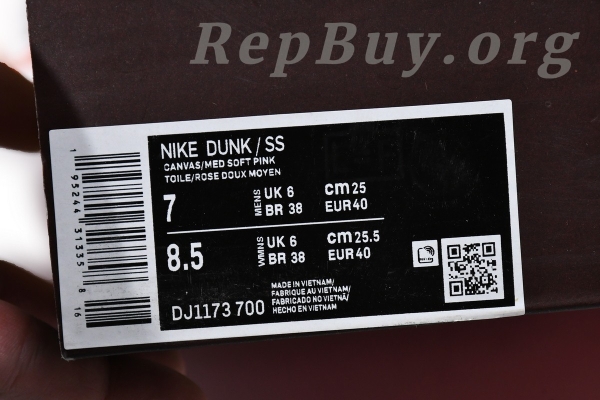 RepBuy.org
NIKE DUNK / SS
CANVAS/MED SOFT PINK
TOILE/ROSE DOUX MOYEN
7 MENS UK 6 cm 25
BR 38 EUR 40
8.5 WMNS UK 6 cm 25.5
BR 38 EUR 40
DJ1173 700
MADE IN VIETNAM/
FABRIQUE AU VIETNAM/
FABRICADO NO VIETNÃ/
HECHO EN VIETNAM
1 95244 31335 8 16